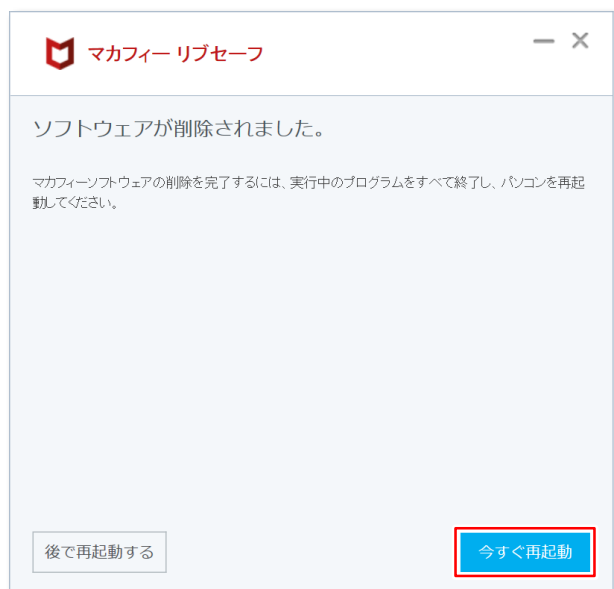 マカフィー リブセーフ
ソフトウェアが削除されました。
マカフィーソフトウェアの削除を完了するには、実行中のプログラムをすべて終了し、パソコンを再起
動してください。
後で再起動する
今すぐ再起動